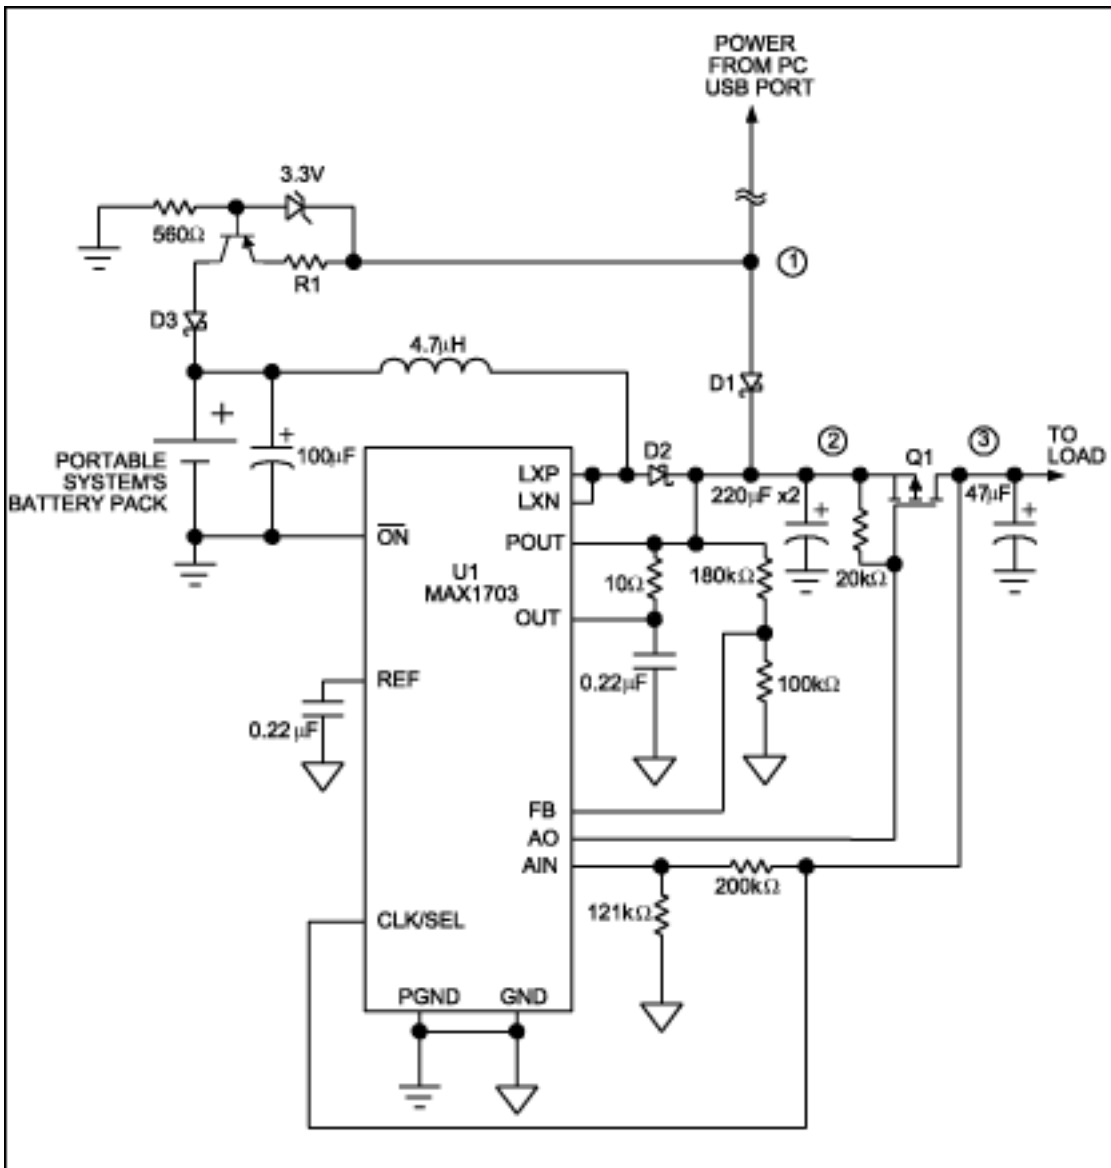 POWER
FROM PC
USB PORT
3.3V
560Ω
R1
1
D3
4.7μH
D1
+
+
100μF
PORTABLE
SYSTEM'S
BATTERY PACK
LXP
LXN
D2
220μF x2
2
+
Q1
3
47μF
+
TO
LOAD
ON
POUT
U1
MAX1703
10Ω
180kΩ
20kΩ
OUT
REF
0.22μF
100kΩ
0.22μF
FB
AO
AIN
200kΩ
121kΩ
CLK/SEL
PGND
GND